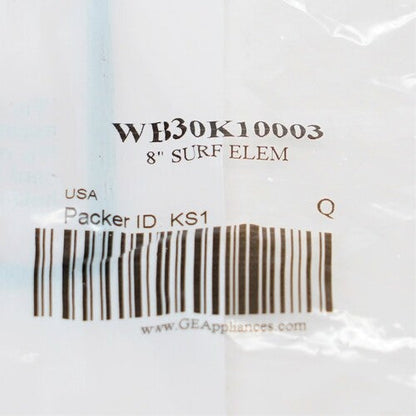 WB30K10003
8" SURF ELEM
USA
Packer ID KS1 Q
www.GEAppliances.com